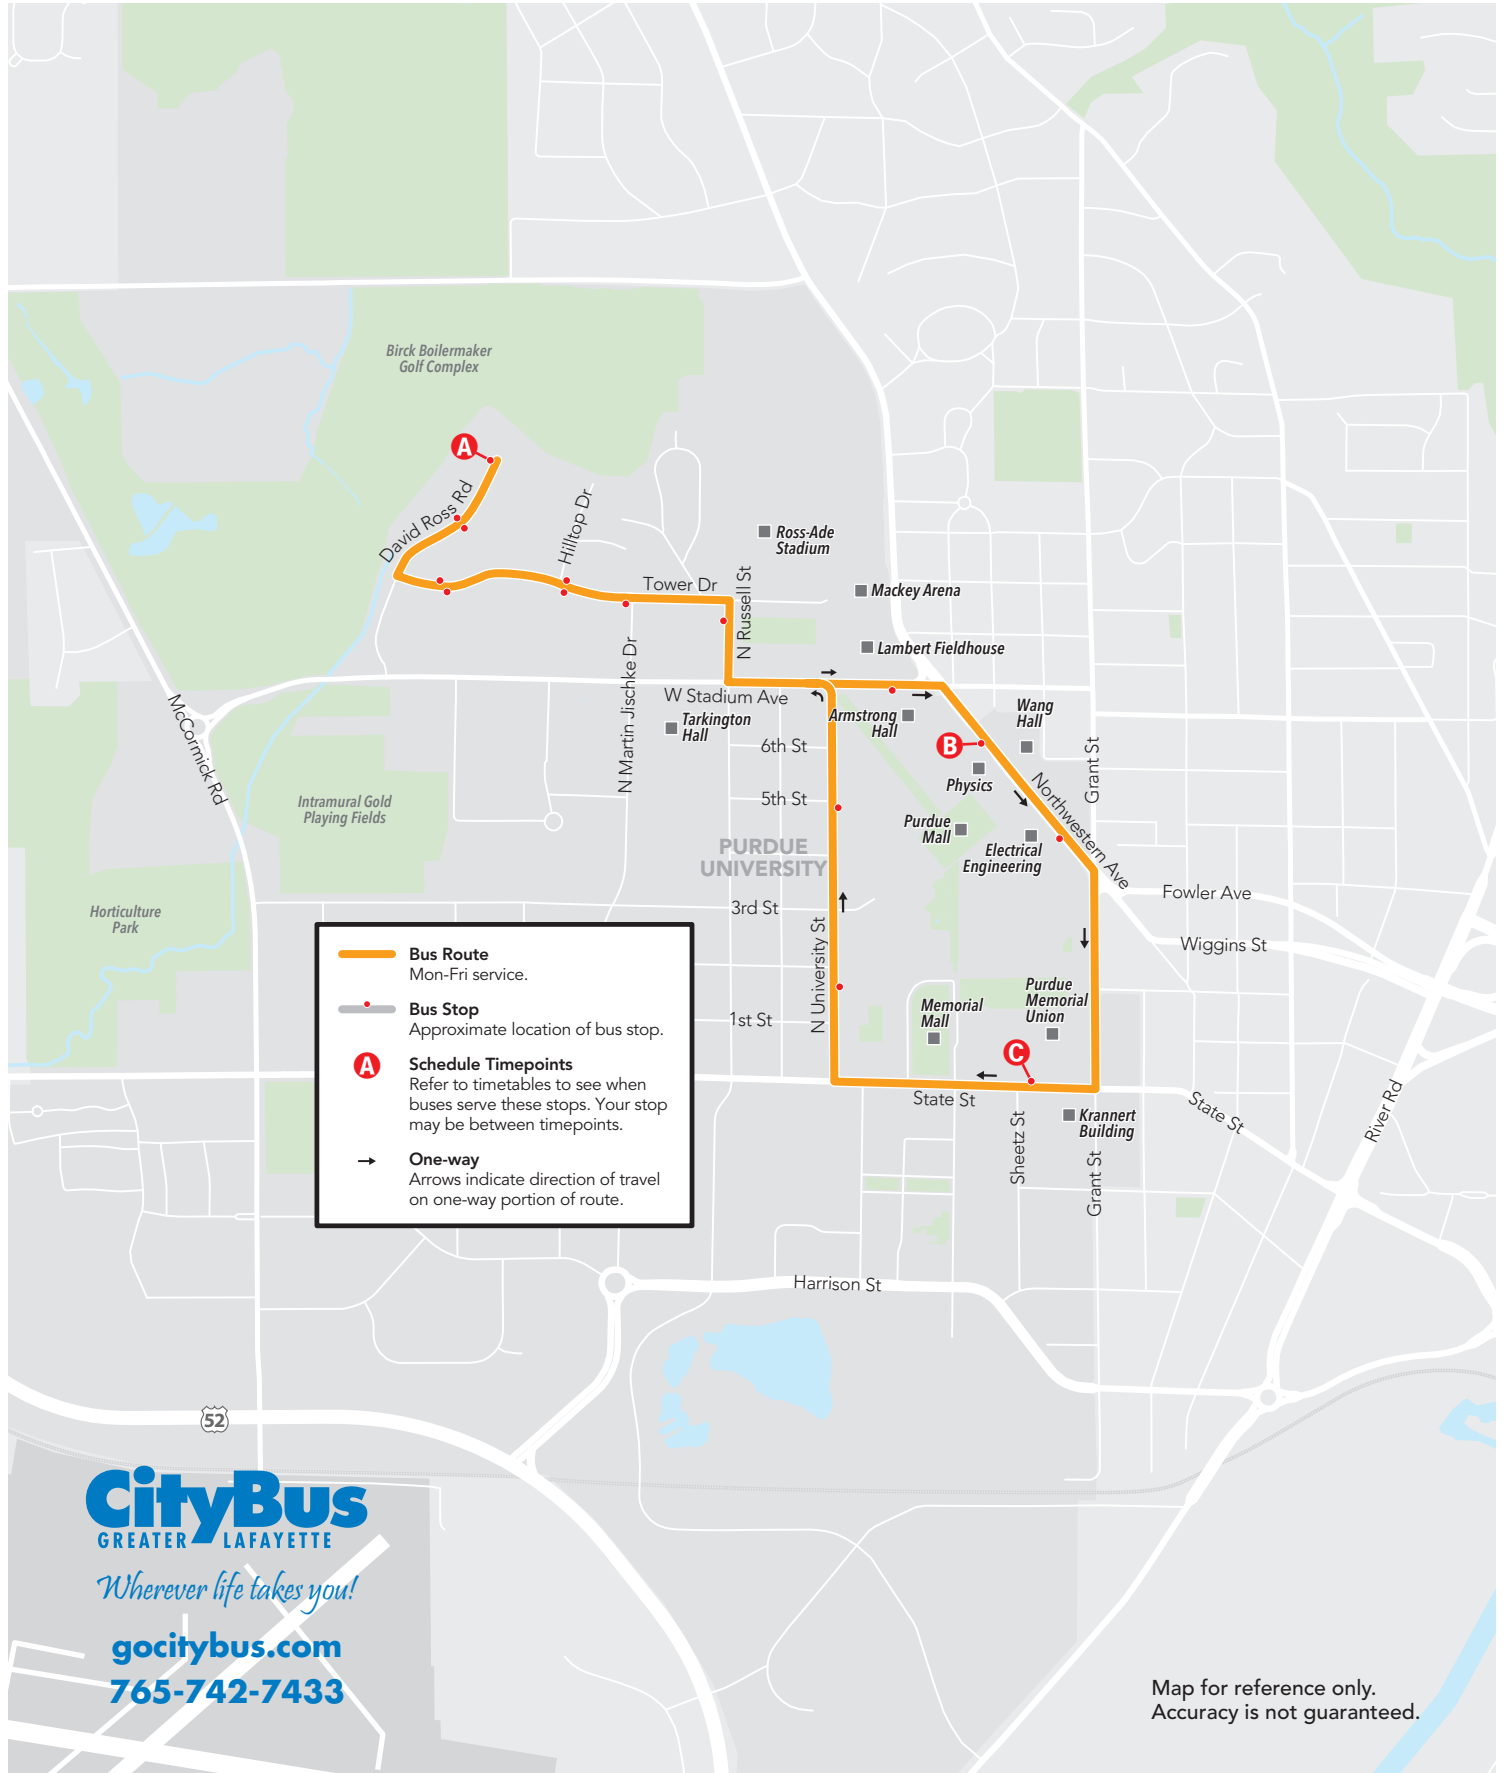 Birck Boilermaker
Golf Complex
A
David Ross Rd
Hilltop Dr
Ross-Ade
Stadium
Tower Dr
N Russell St
Mackey Arena
Lambert Fieldhouse
N Martin Jischke Dr
W Stadium Ave
McCormick Rd
Tarkington
Hall
Armstrong
Hall
Wang
Hall
6th St
B
Grant St
Physics
Northwestern Ave
5th St
Intramural Gold
Playing Fields
Purdue
Mall
PURDUE
UNIVERSITY
Electrical
Engineering
Fowler Ave
3rd St
Horticulture
Park
Wiggins St
N University St
Purdue
Memorial
Union
Memorial
Mall
1st St
C
State St
Sheetz St
Krannert
Building
Grant St
State St
River Rd
Bus Route
Mon-Fri service.
Bus Stop
Approximate location of bus stop.
A
Schedule Timepoints
Refer to timetables to see when
buses serve these stops. Your stop
may be between timepoints.
One-way
Arrows indicate direction of travel
on one-way portion of route.
Harrison St
52
CityBus
GREATER LAFAYETTE
Wherever life takes you!
gocitybus.com
765-742-7433
Map for reference only.
Accuracy is not guaranteed.